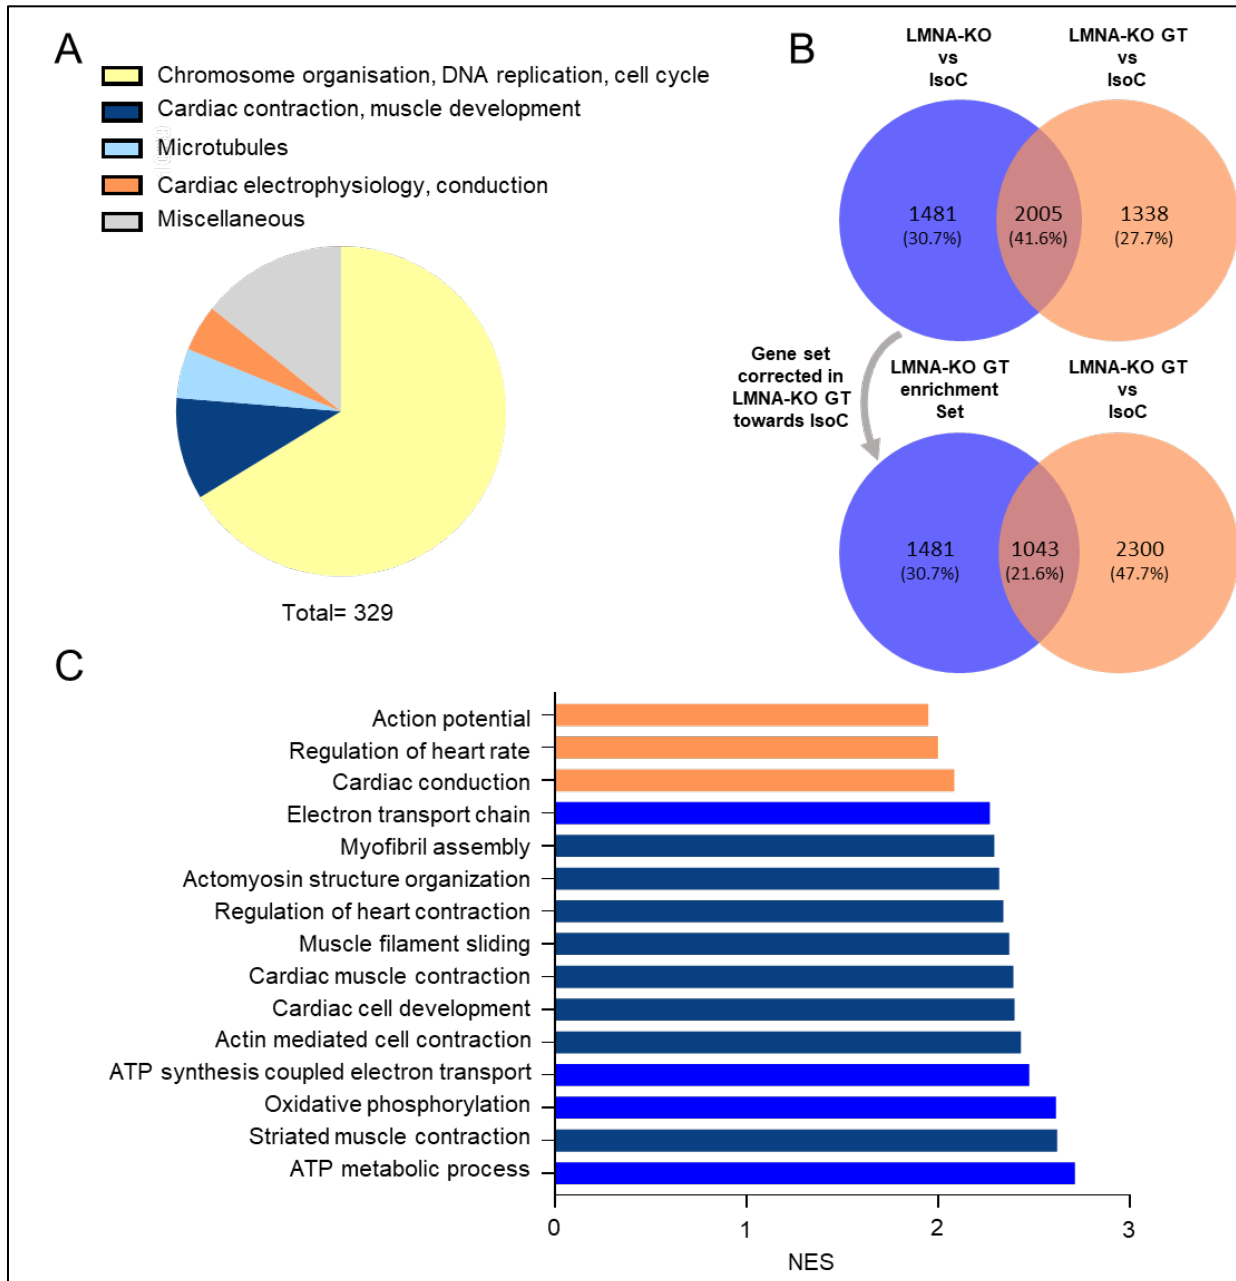 A
Chromosome organisation, DNA replication, cell cycle
Cardiac contraction, muscle development
Microtubules
Cardiac electrophysiology, conduction
Miscellaneous
Total= 329
B
LMNA-KO
vs
IsoC
LMNA-KO GT
vs
IsoC
1481
(30.7%)
2005
(41.6%)
1338
(27.7%)
Gene set
corrected in
LMNA-KO GT
towards IsoC
LMNA-KO GT
enrichment
Set
LMNA-KO GT
vs
IsoC
1481
(30.7%)
1043
(21.6%)
2300
(47.7%)
C
Action potential
Regulation of heart rate
Cardiac conduction
Electron transport chain
Myofibril assembly
Actomyosin structure organization
Regulation of heart contraction
Muscle filament sliding
Cardiac muscle contraction
Cardiac cell development
Actin mediated cell contraction
ATP synthesis coupled electron transport
Oxidative phosphorylation
Striated muscle contraction
ATP metabolic process
0
1
2
3
NES